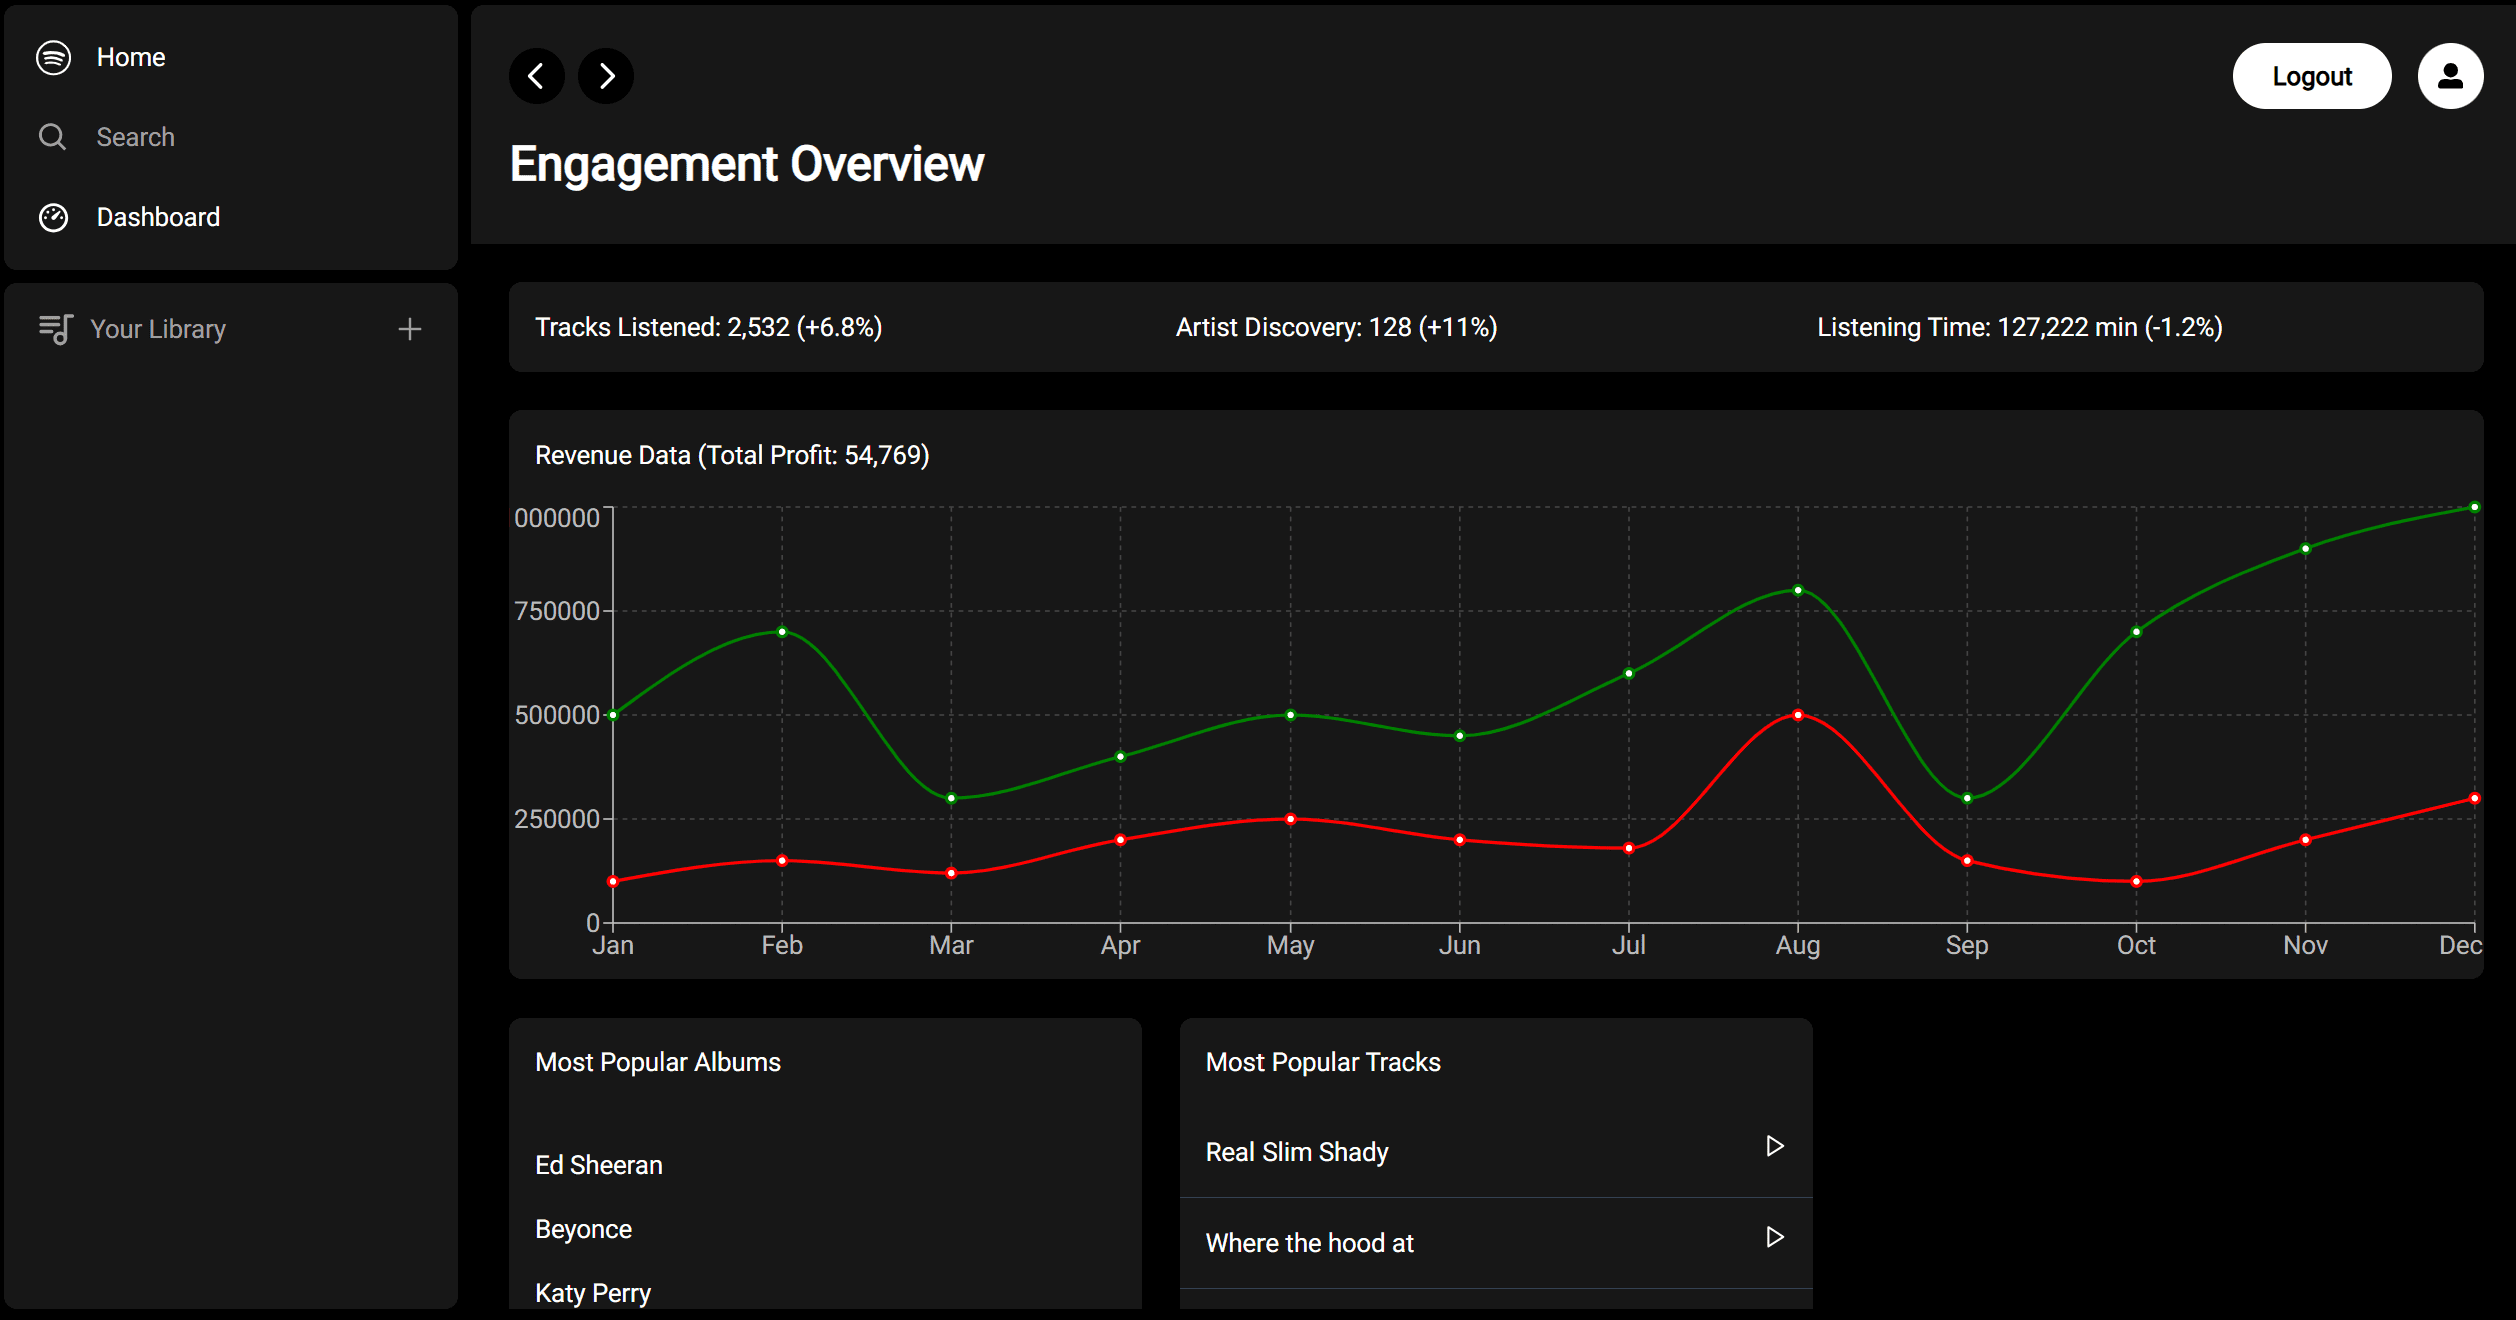 Home
Search
Dashboard
Your Library
Logout
Engagement Overview
Tracks Listened: 2,532 (+6.8%)
Artist Discovery: 128 (+11%)
Listening Time: 127,222 min (-1.2%)
Revenue Data (Total Profit: 54,769)
000000
750000
500000
250000
0
Jan Feb Mar Apr May Jun Jul Aug Sep Oct Nov Dec
Most Popular Albums
Ed Sheeran
Beyonce
Katy Perry
Most Popular Tracks
Real Slim Shady
Where the hood at